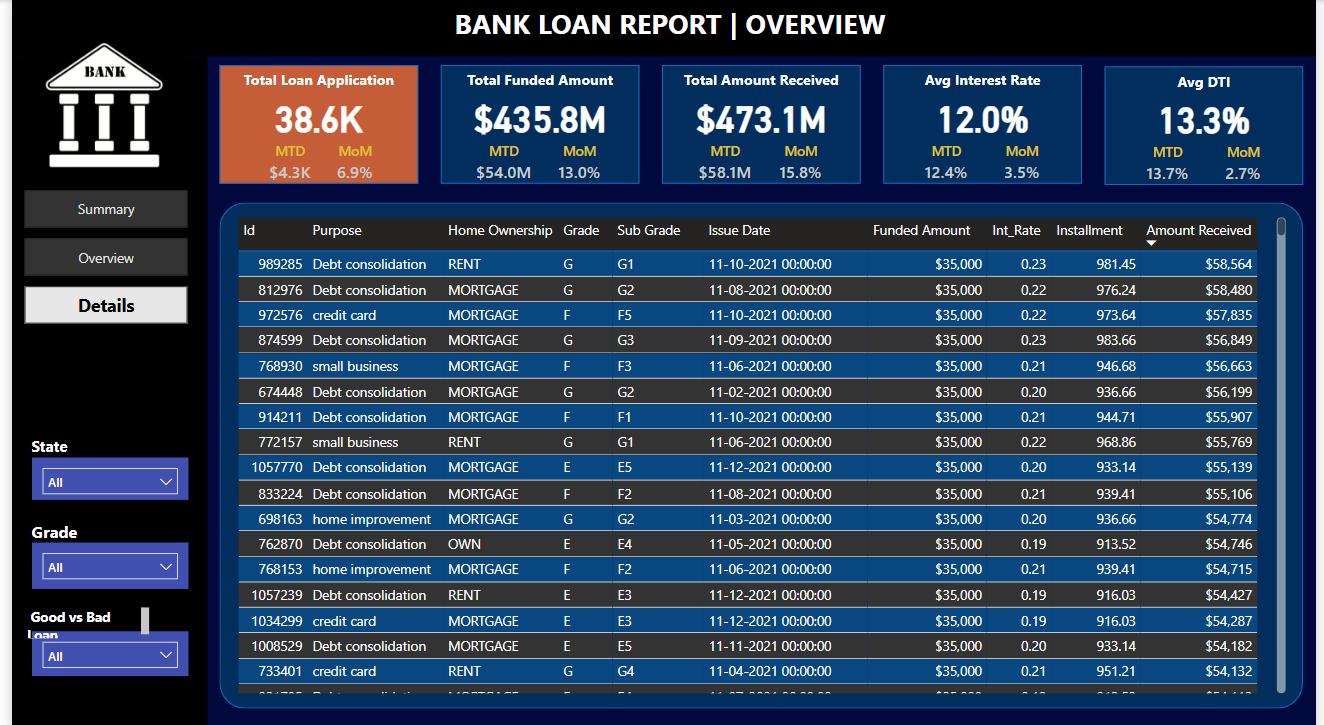 BANK LOAN REPORT | OVERVIEW
BANK
Total Loan Application
38.6K
MTD MoM
$4.3K 6.9%
Total Funded Amount
$435.8M
MTD MoM
$54.0M 13.0%
Total Amount Received
$473.1M
MTD MoM
$58.1M 15.8%
Avg Interest Rate
12.0%
MTD MoM
12.4% 3.5%
Avg DTI
13.3%
MTD MoM
13.7% 2.7%
Summary
Overview
Details
State
All
Grade
All
Good vs Bad
Loan
All
Id Purpose Home Ownership Grade Sub Grade Issue Date Funded Amount Int_Rate Installment Amount Received
989285 Debt consolidation RENT G G1 11-10-2021 00:00:00 $35,000 0.23 981.45 $58,564
812976 Debt consolidation MORTGAGE G G2 11-08-2021 00:00:00 $35,000 0.22 976.24 $58,480
972576 credit card MORTGAGE F F5 11-10-2021 00:00:00 $35,000 0.22 973.64 $57,835
874599 Debt consolidation MORTGAGE G G3 11-09-2021 00:00:00 $35,000 0.23 983.66 $56,849
768930 small business MORTGAGE F F3 11-06-2021 00:00:00 $35,000 0.21 946.68 $56,663
674448 Debt consolidation MORTGAGE G G2 11-02-2021 00:00:00 $35,000 0.20 936.66 $56,199
914211 Debt consolidation MORTGAGE F F1 11-10-2021 00:00:00 $35,000 0.21 944.71 $55,907
772157 small business RENT G G1 11-06-2021 00:00:00 $35,000 0.22 968.86 $55,769
1057770 Debt consolidation MORTGAGE E E5 11-12-2021 00:00:00 $35,000 0.20 933.14 $55,139
833224 Debt consolidation MORTGAGE F F2 11-08-2021 00:00:00 $35,000 0.21 939.41 $55,106
698163 home improvement MORTGAGE G G2 11-03-2021 00:00:00 $35,000 0.20 936.66 $54,774
762870 Debt consolidation OWN E E4 11-05-2021 00:00:00 $35,000 0.19 913.52 $54,746
768153 home improvement MORTGAGE F F2 11-06-2021 00:00:00 $35,000 0.21 939.41 $54,715
1057239 Debt consolidation RENT E E3 11-12-2021 00:00:00 $35,000 0.19 916.03 $54,427
1034299 credit card MORTGAGE E E3 11-12-2021 00:00:00 $35,000 0.19 916.03 $54,287
1008529 Debt consolidation MORTGAGE E E5 11-11-2021 00:00:00 $35,000 0.20 933.14 $54,182
733401 credit card RENT G G4 11-04-2021 00:00:00 $35,000 0.21 951.21 $54,132